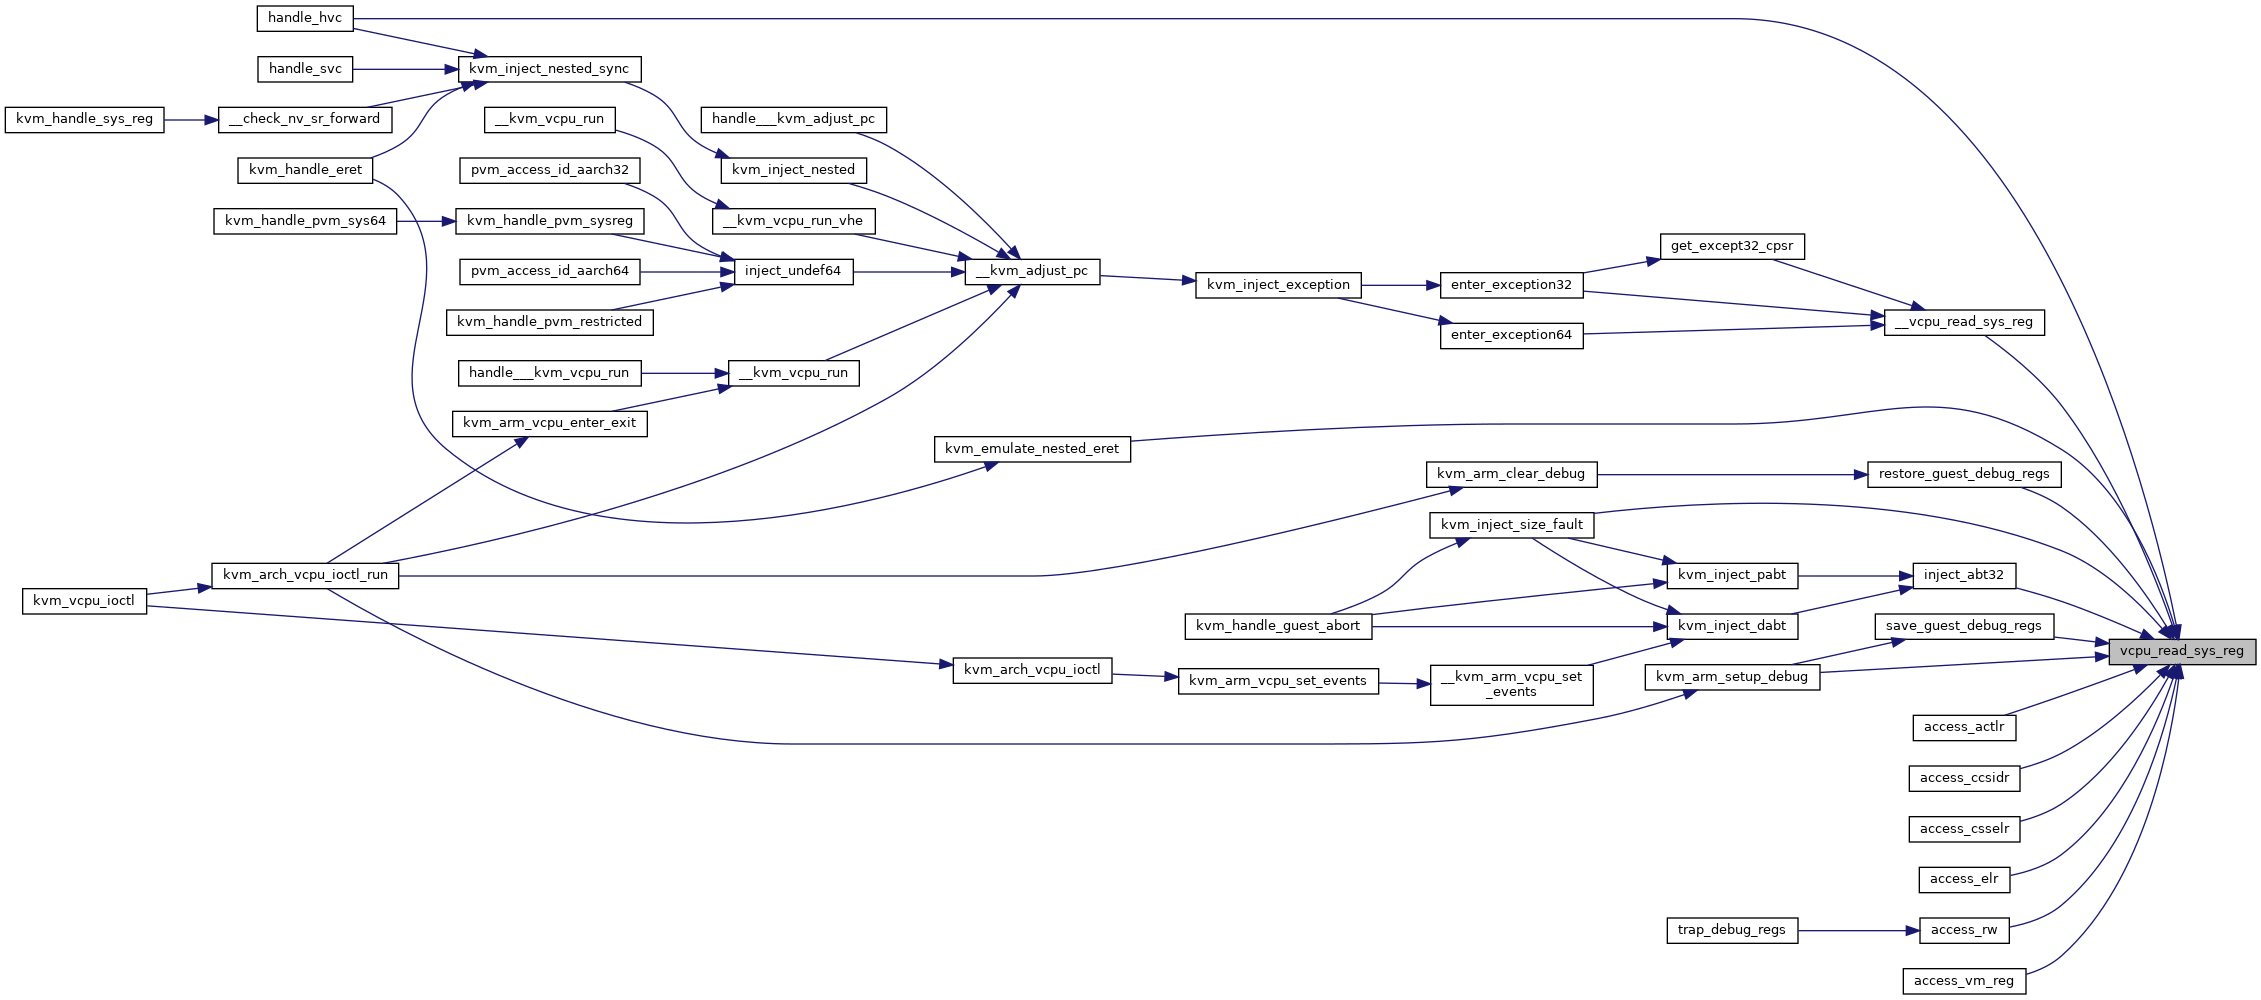 handle_hvc
handle_svc
kvm_inject_nested_sync
kvm_handle_sys_reg
__check_nv_sr_forward
__kvm_vcpu_run
handle___kvm_adjust_pc
kvm_handle_eret
pvm_access_id_aarch32
kvm_inject_nested
kvm_handle_pvm_sys64
kvm_handle_pvm_sysreg
__kvm_vcpu_run_vhe
get_except32_cpsr
pvm_access_id_aarch64
inject_undef64
__kvm_adjust_pc
kvm_inject_exception
enter_exception32
kvm_handle_pvm_restricted
__vcpu_read_sys_reg
enter_exception64
handle___kvm_vcpu_run
__kvm_vcpu_run
kvm_arm_vcpu_enter_exit
kvm_emulate_nested_eret
kvm_arm_clear_debug
restore_guest_debug_regs
kvm_inject_size_fault
kvm_arch_vcpu_ioctl_run
kvm_inject_pabt
inject_abt32
kvm_vcpu_ioctl
kvm_handle_guest_abort
kvm_inject_dabt
save_guest_debug_regs
vcpu_read_sys_reg
kvm_arch_vcpu_ioctl
kvm_arm_vcpu_set_events
__kvm_arm_vcpu_set
_events
kvm_arm_setup_debug
access_actlr
access_ccsidr
access_csselr
access_elr
trap_debug_regs
access_rw
access_vm_reg